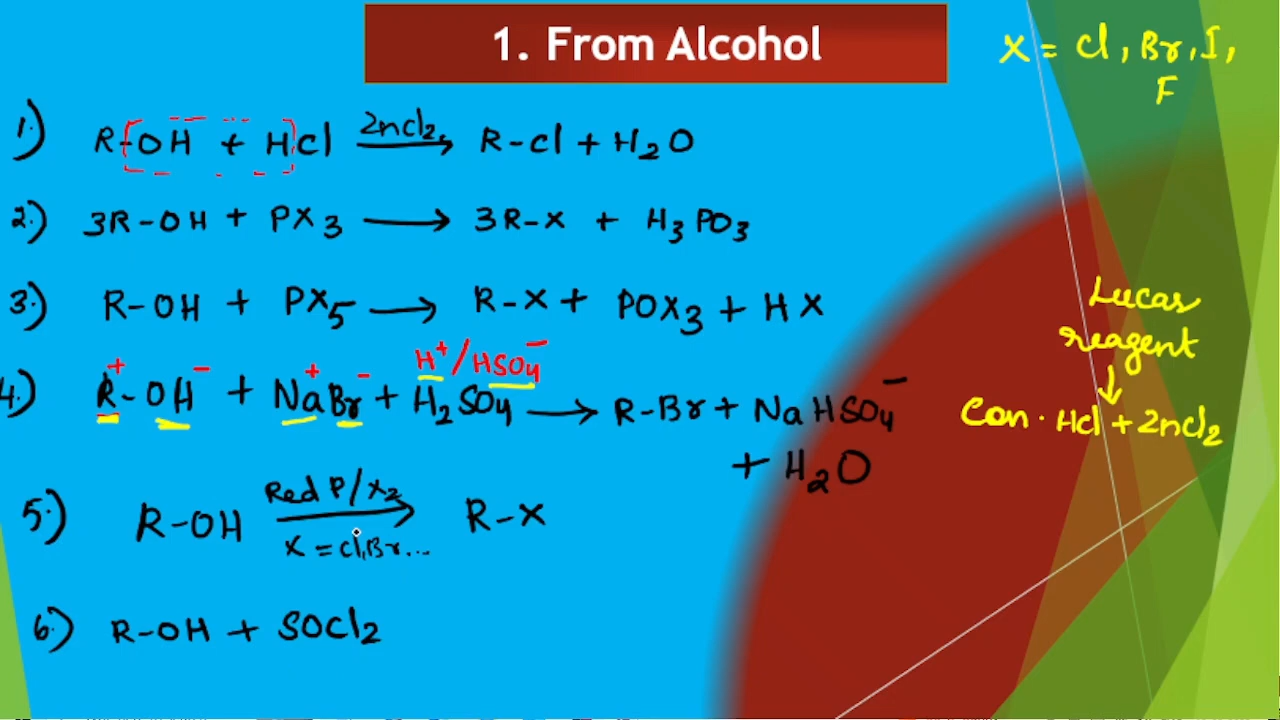 1. From Alcohol
X = Cl, Br, I,
F
1.) R-OH + HCl ZnCl2 → R-Cl + H2O
2.) 3R-OH + PX3 → 3R-X + H3PO3
3.) R-OH + PX5 → R-X + POX3 + HX
H+/HSO4-
4.) R+-OH- + Na+Br- + H2SO4 → R-Br + NaHSO4-
+ H2O
5.) R-OH Red P/X2 → R-X
X = Cl, Br...
6.) R-OH + SOCl2
Lucas
reagent
↓
Con. HCl + ZnCl2